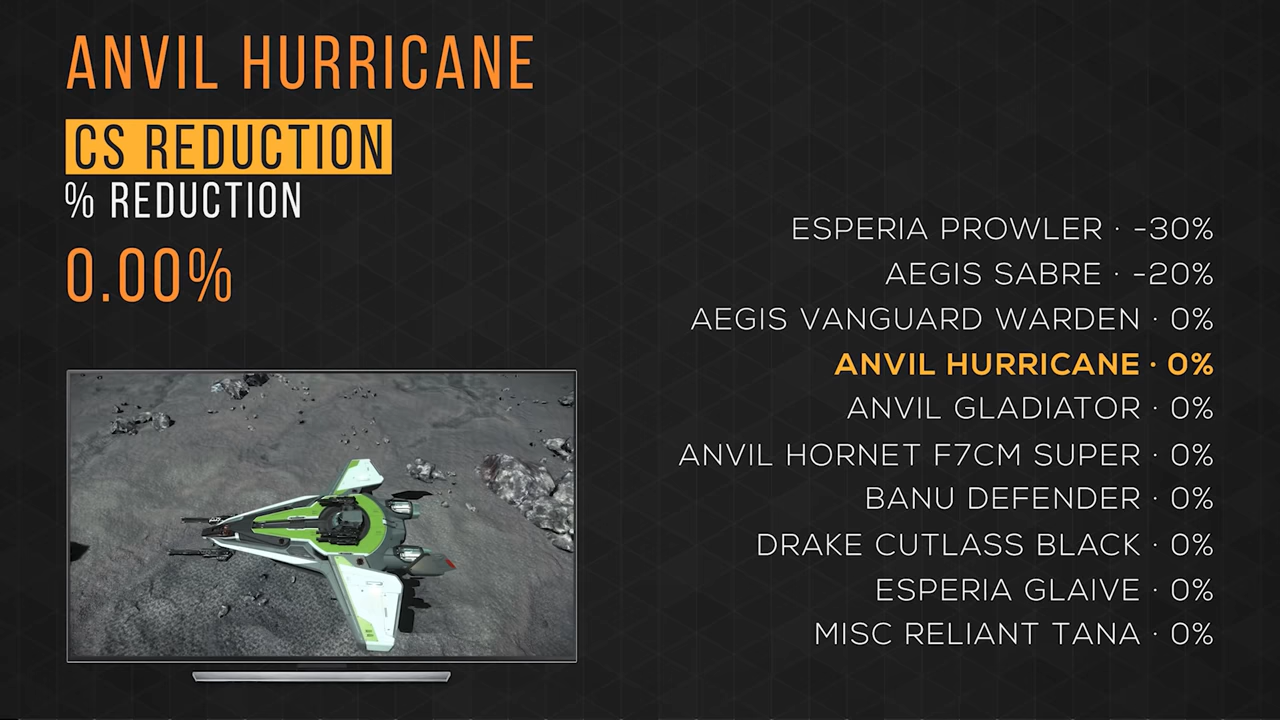 ANVIL HURRICANE
CS REDUCTION
% REDUCTION
0.00%
ESPERIA PROWLER · -30%
AEGIS SABRE · -20%
AEGIS VANGUARD WARDEN · 0%
ANVIL HURRICANE · 0%
ANVIL GLADIATOR · 0%
ANVIL HORNET F7CM SUPER · 0%
BANU DEFENDER · 0%
DRAKE CUTLASS BLACK · 0%
ESPERIA GLAIVE · 0%
MISC RELIANT TANA · 0%